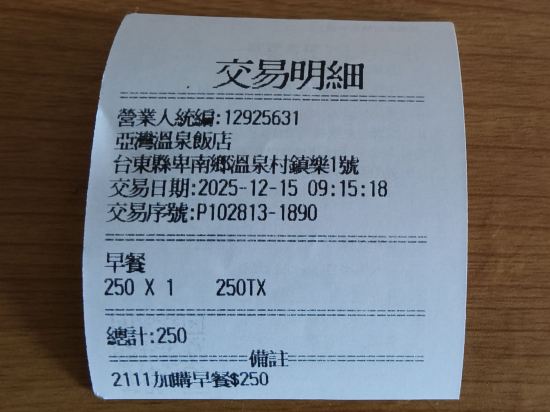 交易明細
營業人統編:12925631
亞灣溫泉飯店
台東縣卑南鄉溫泉村鎮樂1號
交易日期:2025-12-15 09:15:18
交易序號:P102813-1890
早餐
250 X 1 250TX
總計:250
備註
2111加購早餐$250